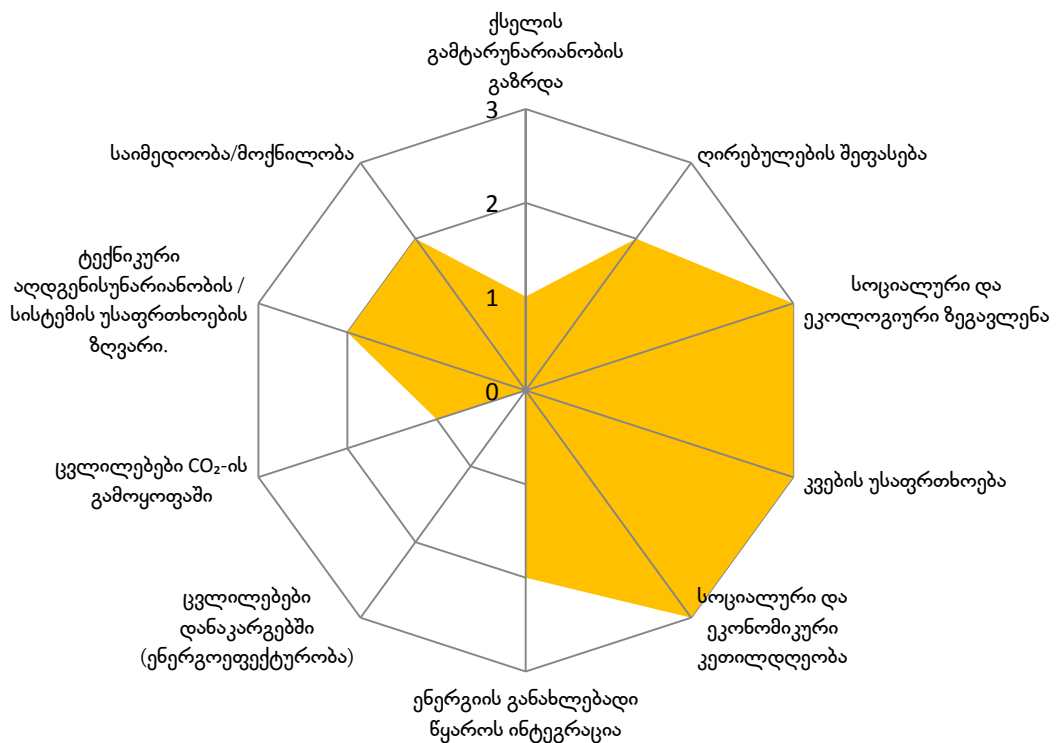 ქსელის
გამტარუნარიანობის
გაზრდა
3
2
1
0
ღირებულების შეფასება
სოციალური და
ეკოლოგიური ზეგავლენა
კვების უსაფრთხოება
სოციალური და
ეკონომიკური
კეთილდღეობა
ენერგიის განახლებადი
წყაროს ინტეგრაცია
ცვლილებები
დანაკარგებში
(ენერგოეფექტურობა)
ცვლილებები CO₂-ის
გამოყოფაში
ტექნიკური
აღდგენისუნარიანობის /
სისტემის უსაფრთხოების
ზღვარი.
საიმედოობა/მოქნილობა